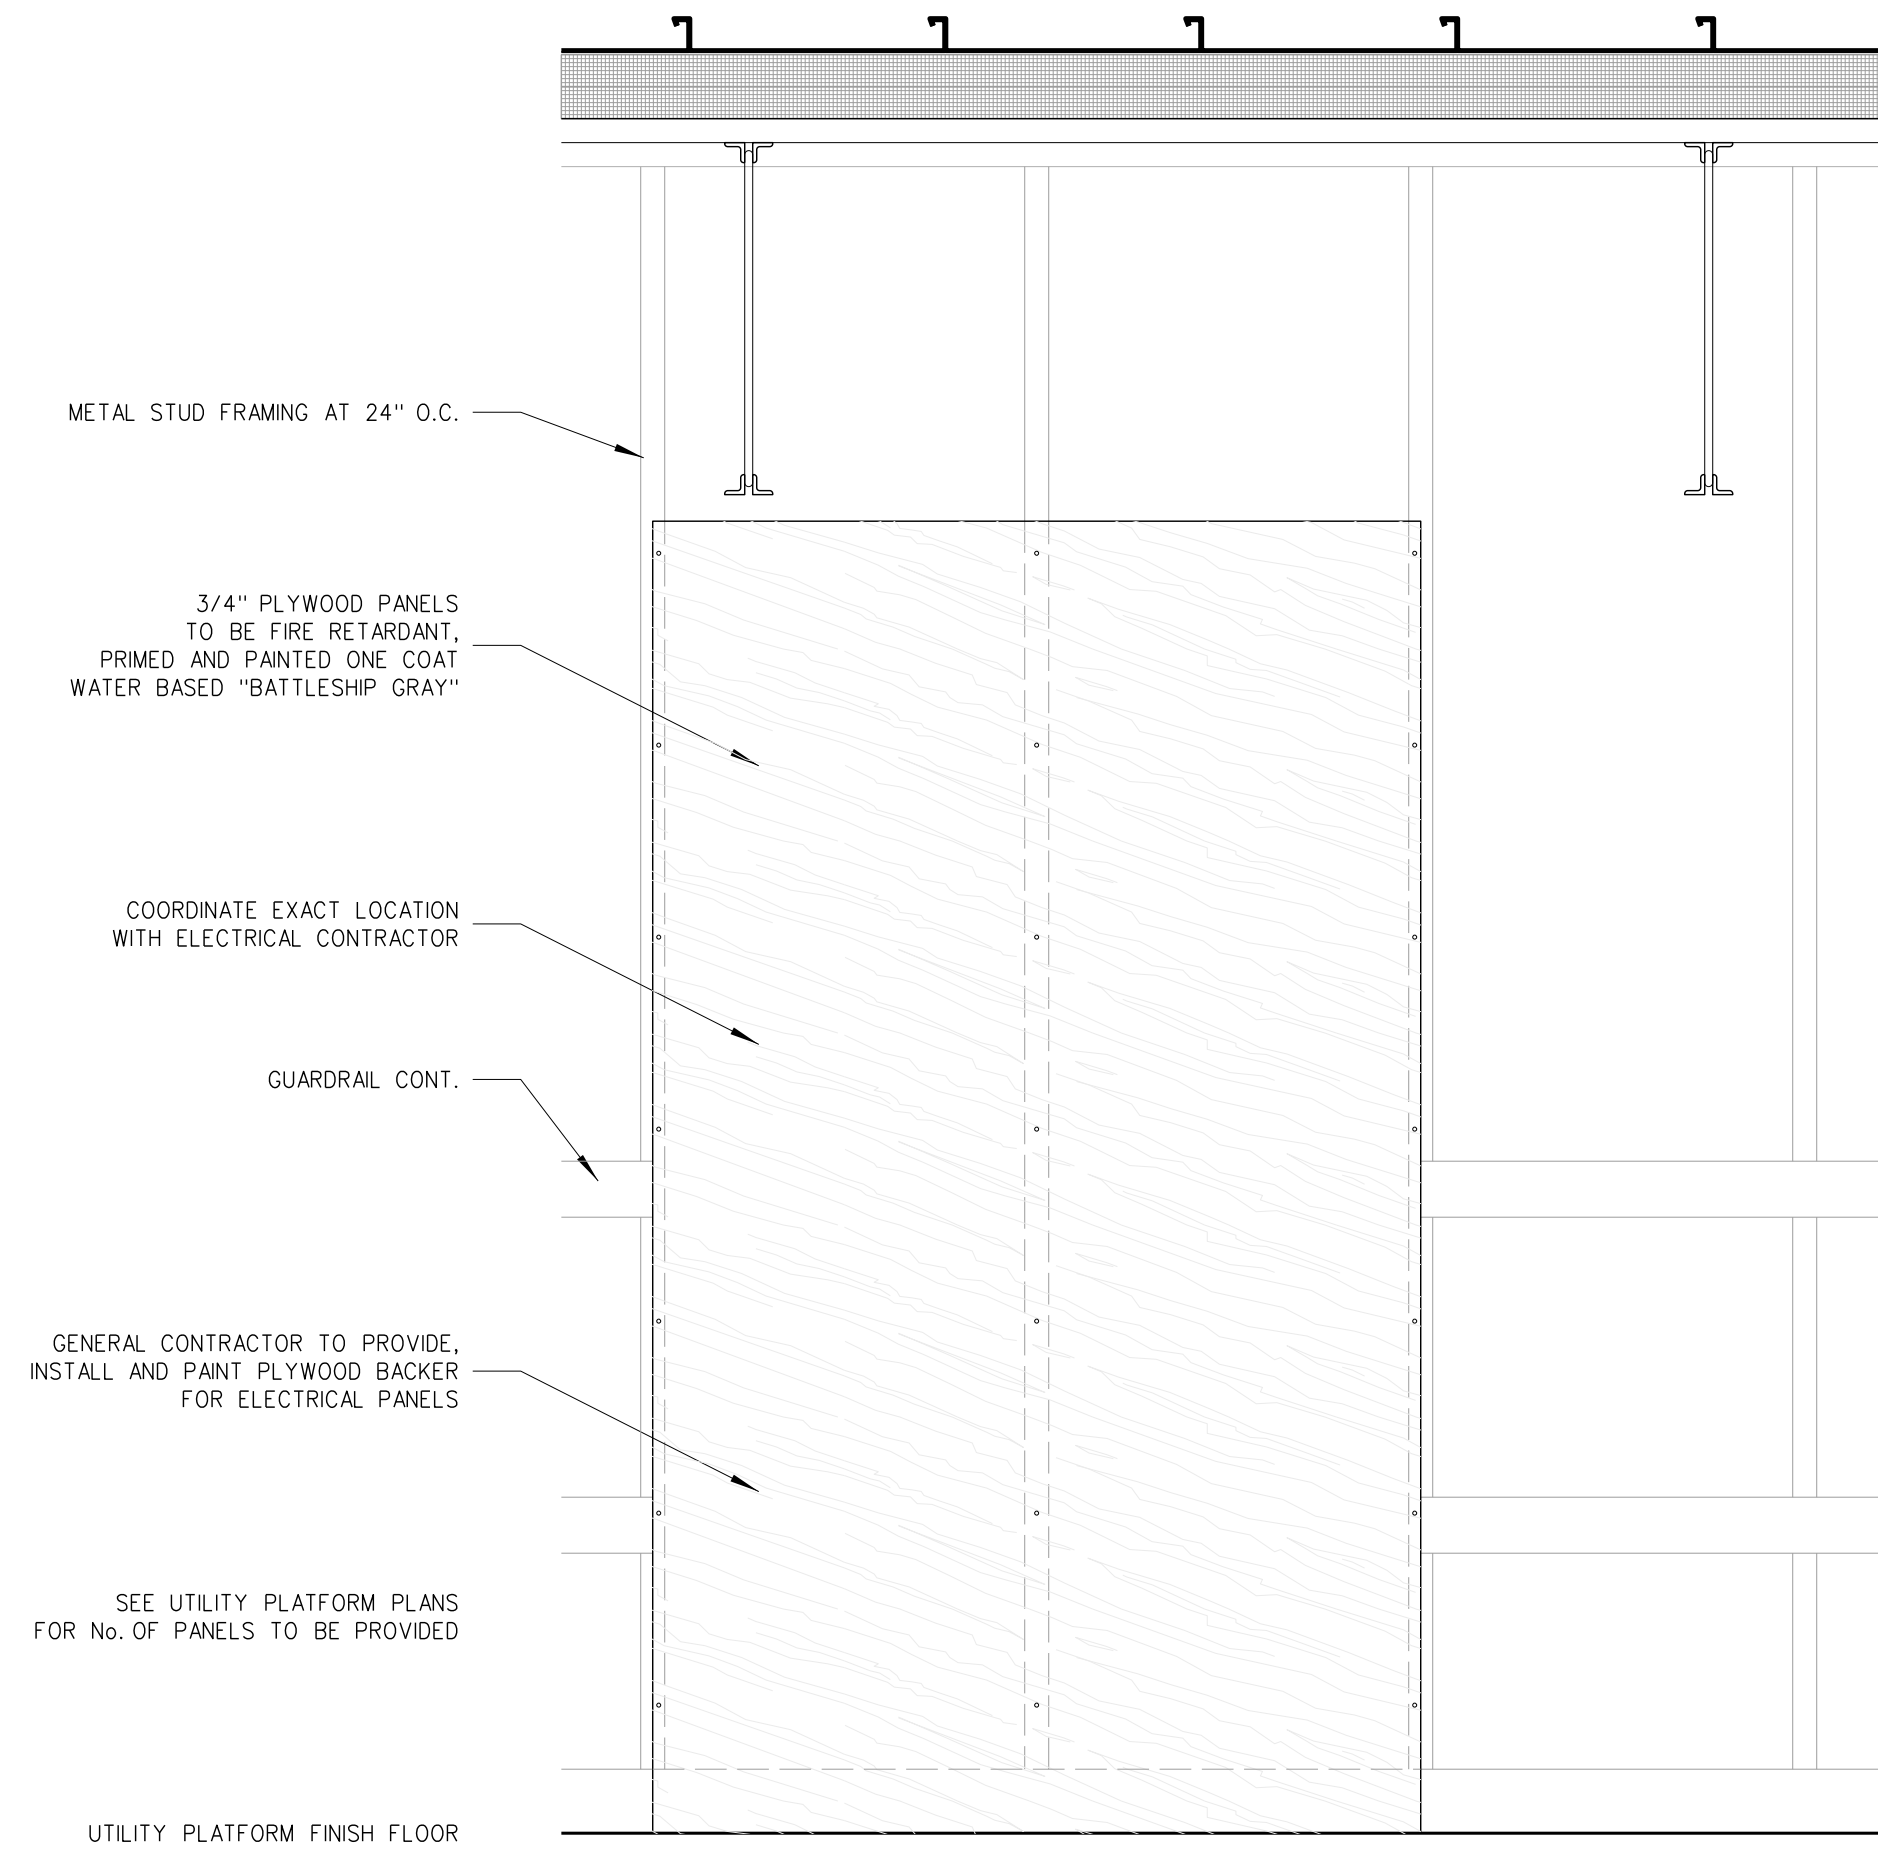 METAL STUD FRAMING AT 24" O.C.
3/4" PLYWOOD PANELS
TO BE FIRE RETARDANT,
PRIMED AND PAINTED ONE COAT
WATER BASED "BATTLESHIP GRAY"
COORDINATE EXACT LOCATION
WITH ELECTRICAL CONTRACTOR
GUARDRAIL CONT.
GENERAL CONTRACTOR TO PROVIDE,
INSTALL AND PAINT PLYWOOD BACKER
FOR ELECTRICAL PANELS
SEE UTILITY PLATFORM PLANS
FOR No. OF PANELS TO BE PROVIDED
UTILITY PLATFORM FINISH FLOOR